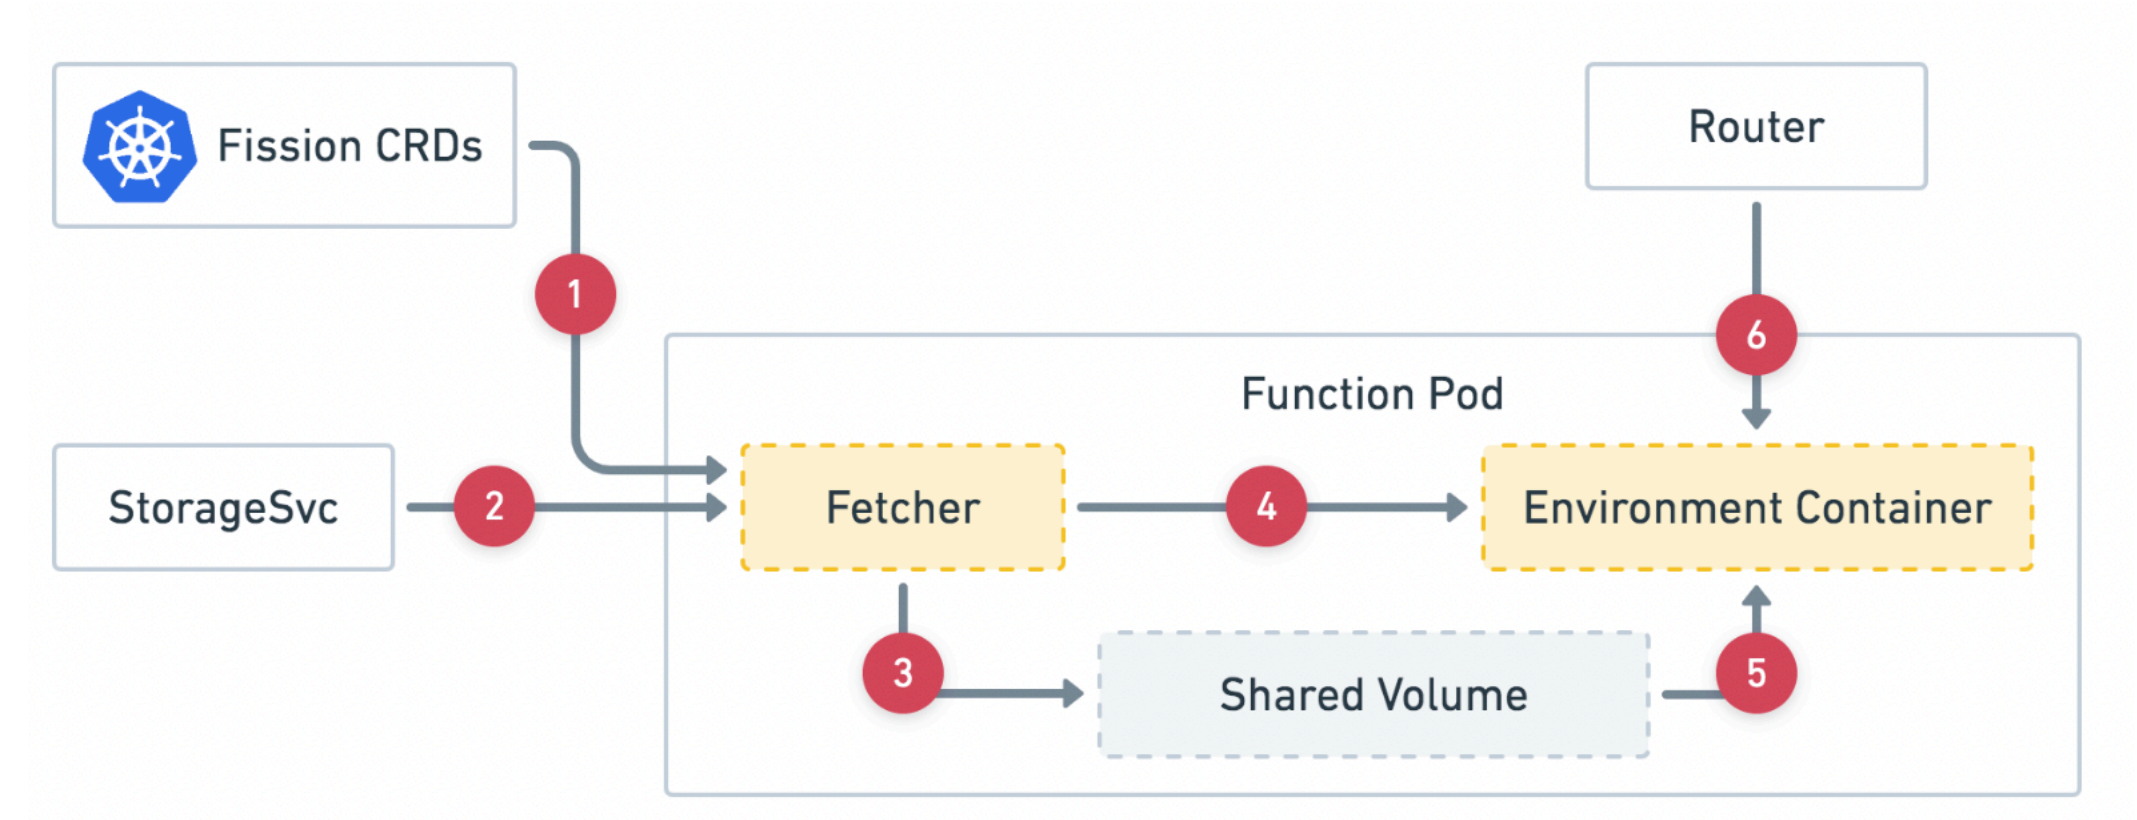 Fission CRDs
Router
1
6
Function Pod
StorageSvc
2
Fetcher
4
Environment Container
3
Shared Volume
5